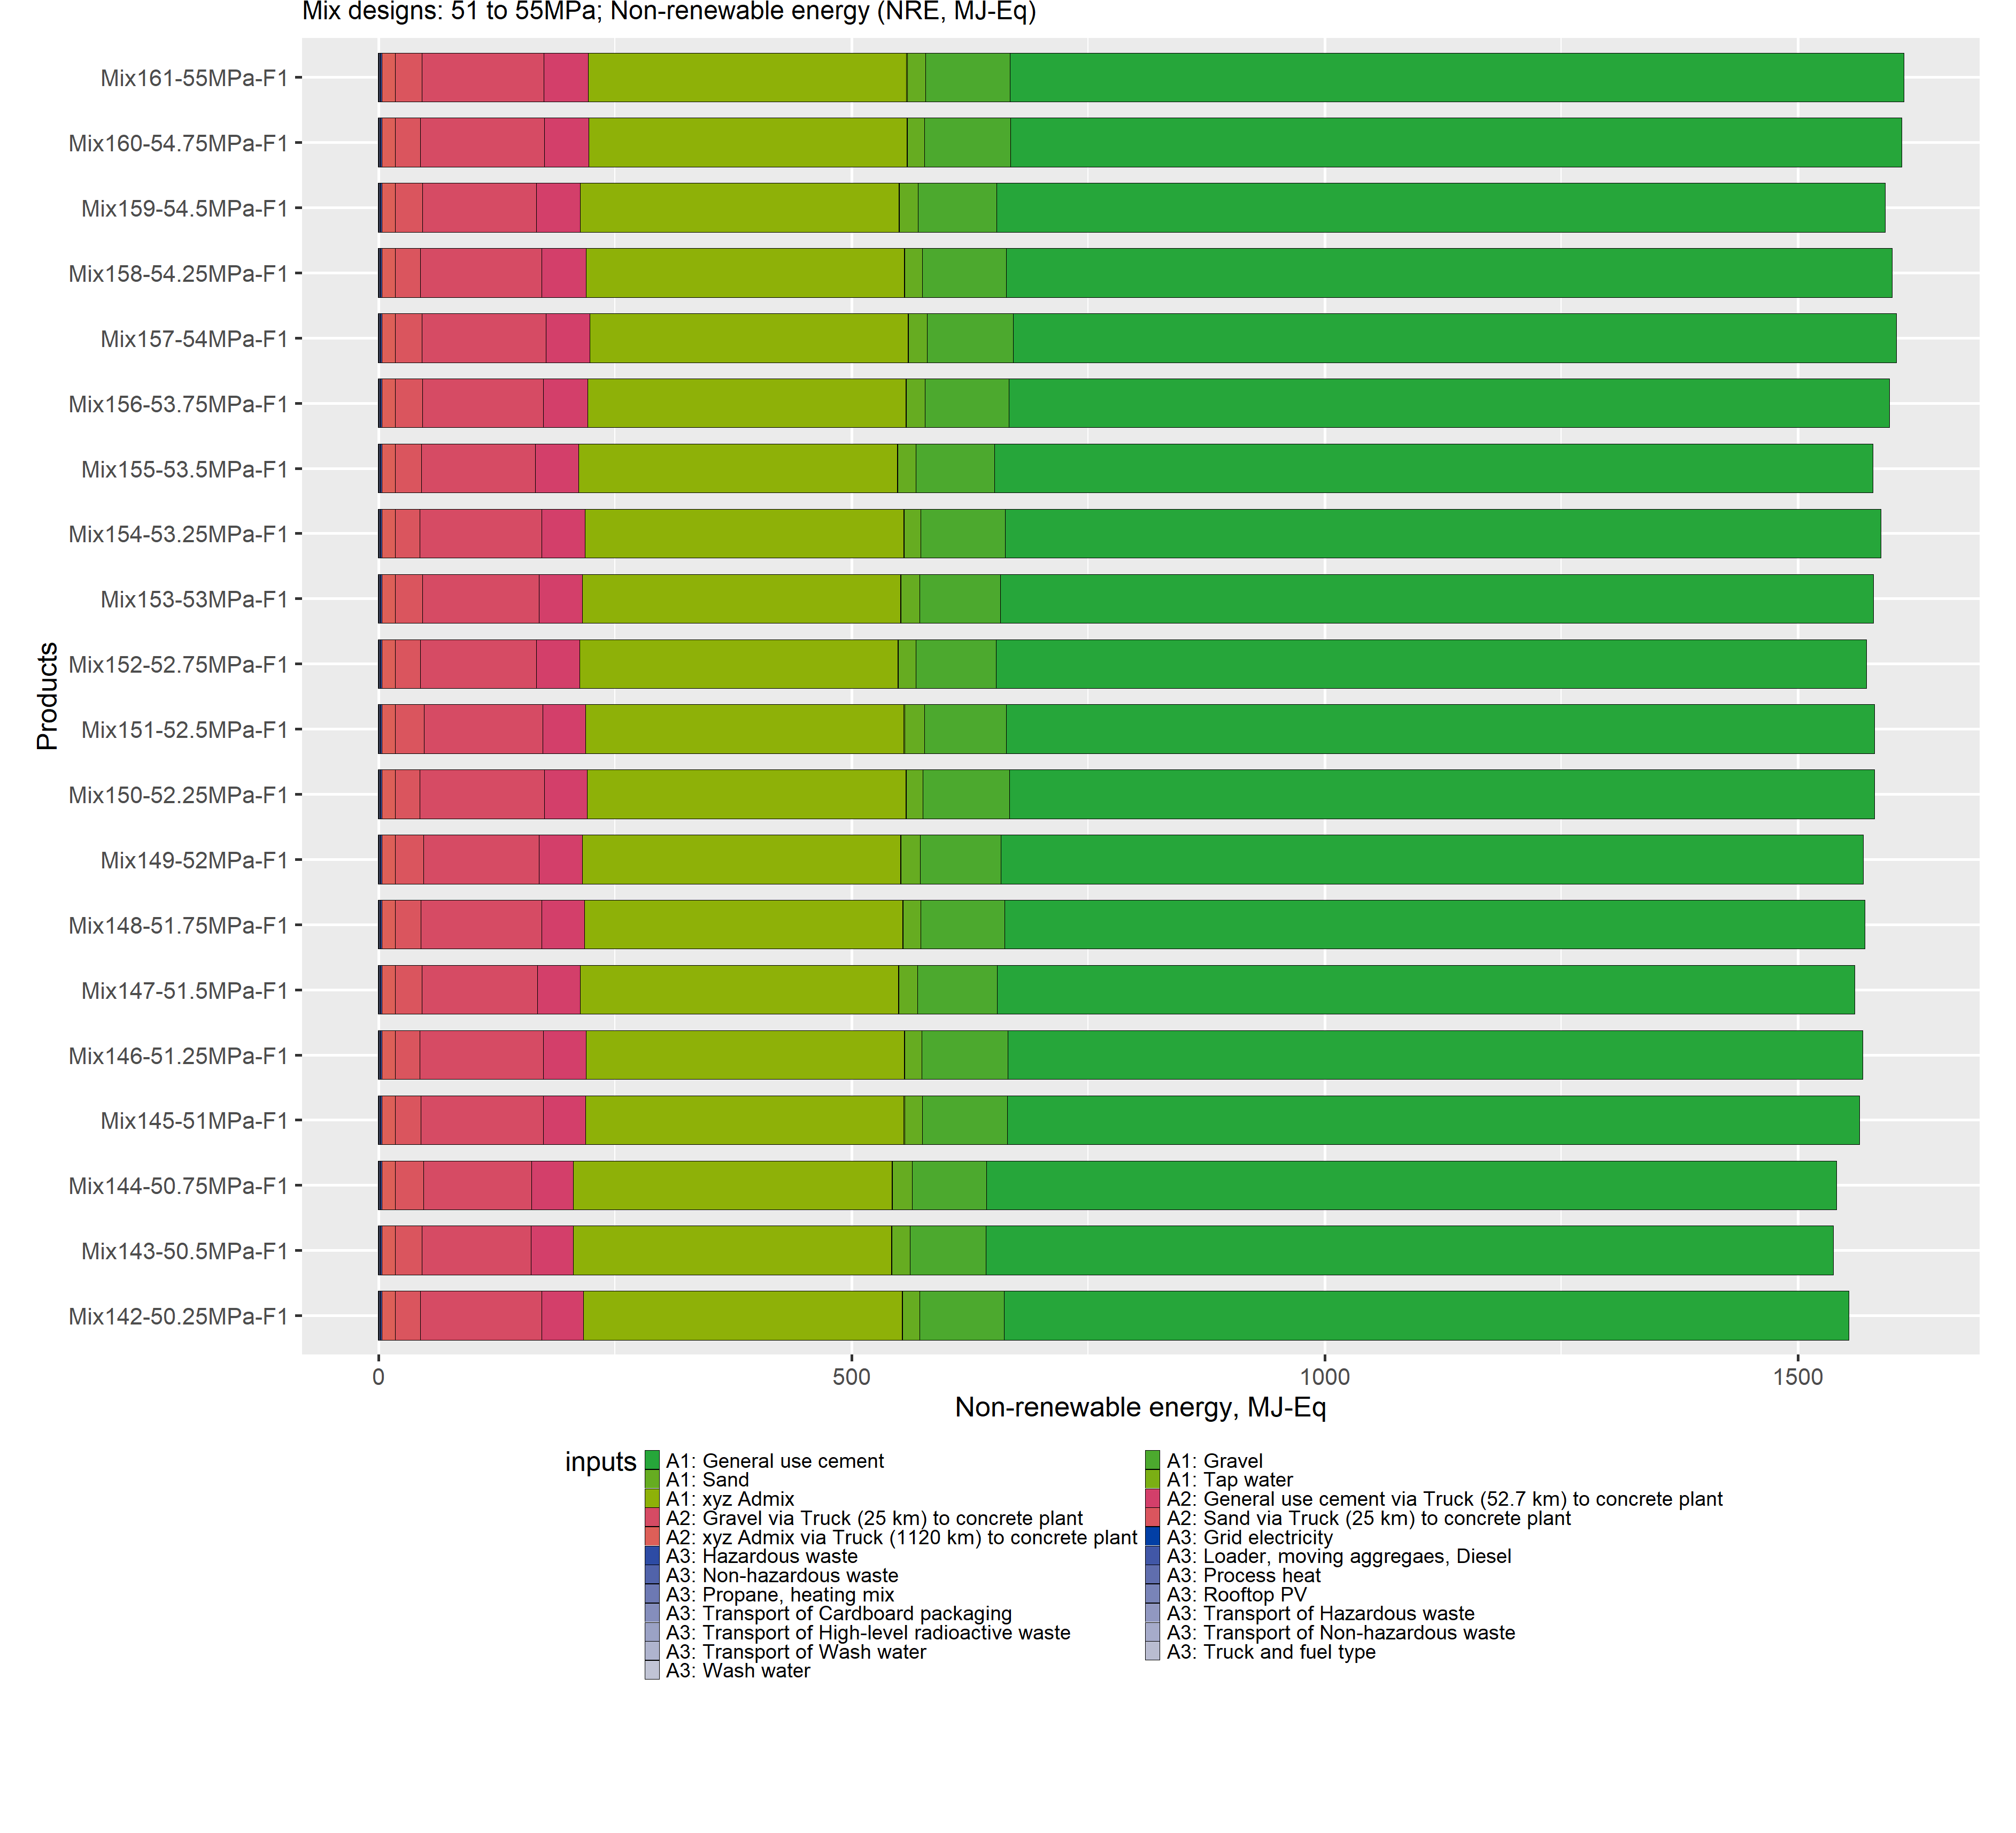 Mix designs: 51 to 55MPa; Non-renewable energy (NRE, MJ-Eq)
Mix161-55MPa-F1
Mix160-54.75MPa-F1
Mix159-54.5MPa-F1
Mix158-54.25MPa-F1
Mix157-54MPa-F1
Mix156-53.75MPa-F1
Mix155-53.5MPa-F1
Mix154-53.25MPa-F1
Mix153-53MPa-F1
Mix152-52.75MPa-F1
Mix151-52.5MPa-F1
Mix150-52.25MPa-F1
Mix149-52MPa-F1
Mix148-51.75MPa-F1
Mix147-51.5MPa-F1
Mix146-51.25MPa-F1
Mix145-51MPa-F1
Mix144-50.75MPa-F1
Mix143-50.5MPa-F1
Mix142-50.25MPa-F1
Products
0 500 1000 1500
Non-renewable energy, MJ-Eq
inputs
A1: General use cement
A1: Gravel
A1: Sand
A1: Tap water
A1: xyz Admix
A2: General use cement via Truck (52.7 km) to concrete plant
A2: Gravel via Truck (25 km) to concrete plant
A2: Sand via Truck (25 km) to concrete plant
A2: xyz Admix via Truck (1120 km) to concrete plant
A3: Grid electricity
A3: Hazardous waste
A3: Loader, moving aggregaes, Diesel
A3: Non-hazardous waste
A3: Process heat
A3: Propane, heating mix
A3: Rooftop PV
A3: Transport of Cardboard packaging
A3: Transport of Hazardous waste
A3: Transport of High-level radioactive waste
A3: Transport of Non-hazardous waste
A3: Transport of Wash water
A3: Truck and fuel type
A3: Wash water